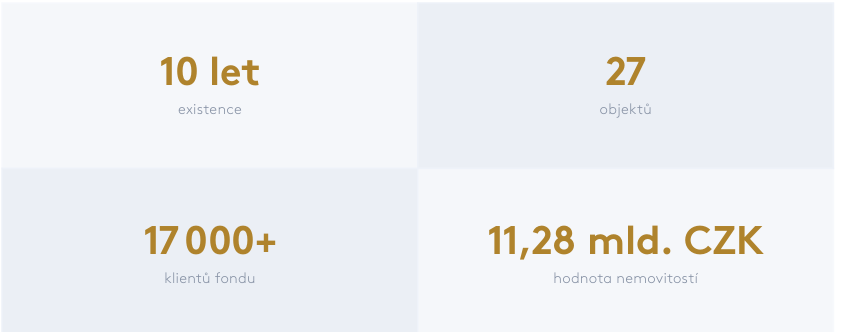 10 let
existence
27
objektů
17 000+
klientů fondu
11,28 mld. CZK
hodnota nemovitostí